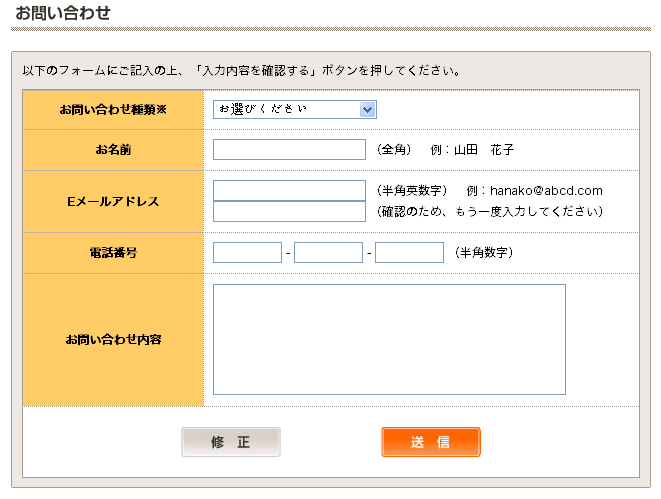 お問い合わせ
以下のフォームにご記入の上、「入力内容を確認する」ボタンを押してください。
お問い合わせ種類※ お選びください
お名前 （全角）　例：山田　花子
Eメールアドレス （半角英数字）　例：hanako@abcd.com
（確認のため、もう一度入力してください）
電話番号 - - （半角数字）
お問い合わせ内容
修 正 送 信